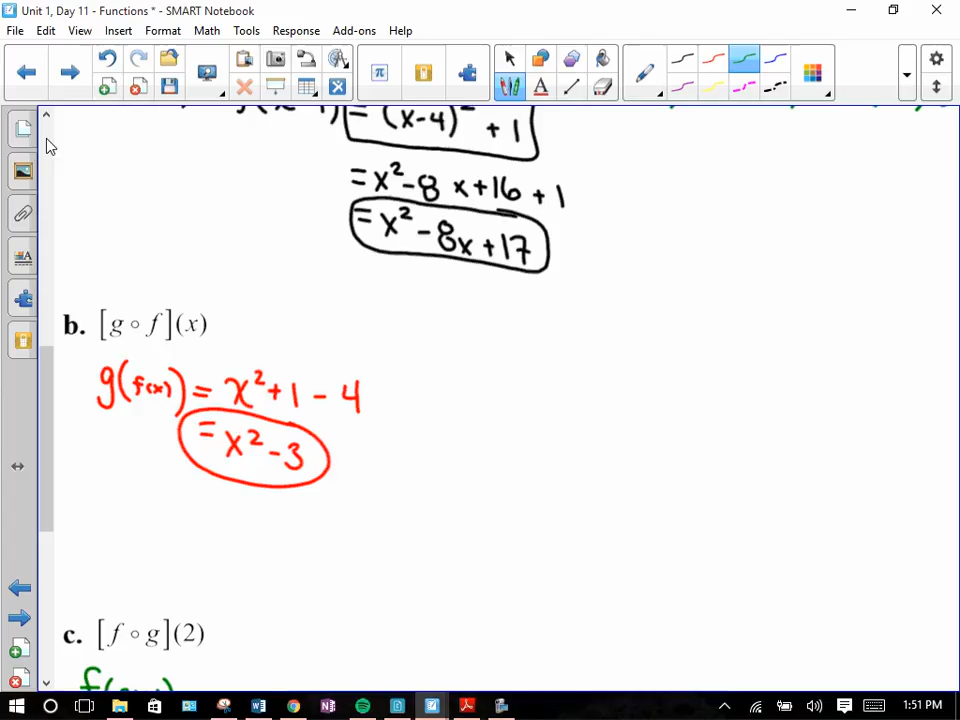 Unit 1, Day 11 - Functions * - SMART Notebook
File Edit View Insert Format Math Tools Response Add-ons Help
= (x-4)² + 1
= x² - 8x + 16 + 1
= x² - 8x + 17
b. [g ∘ f](x)
g(f(x)) = x² + 1 - 4
= x² - 3
c. [f ∘ g](2)
1:51 PM